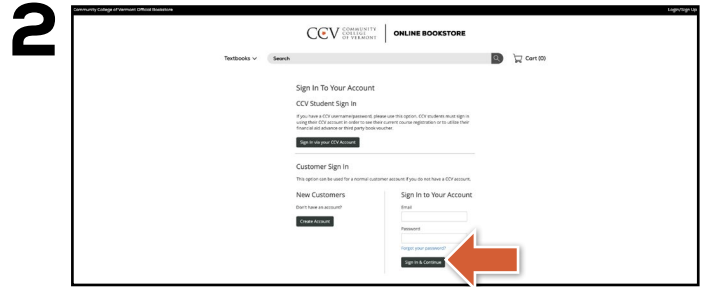 2
Community College of Vermont Official Bookstore
Login/Sign Up
CCV COMMUNITY COLLEGE OF VERMONT
ONLINE BOOKSTORE
Textbooks
Search
Cart (0)
Sign In To Your Account
CCV Student Sign In
If you have a CCV username/password, please use this option. CCV students must sign in
using their CCV account in order to see their current course registration or to utilize their
financial aid advance or third party book voucher.
Sign in via your CCV Account
Customer Sign In
This option can be used for a normal customer account if you do not have a CCV account.
New Customers
Don't have an account?
Create Account
Sign In to Your Account
Email
Password
Forgot your password?
Sign In & Continue